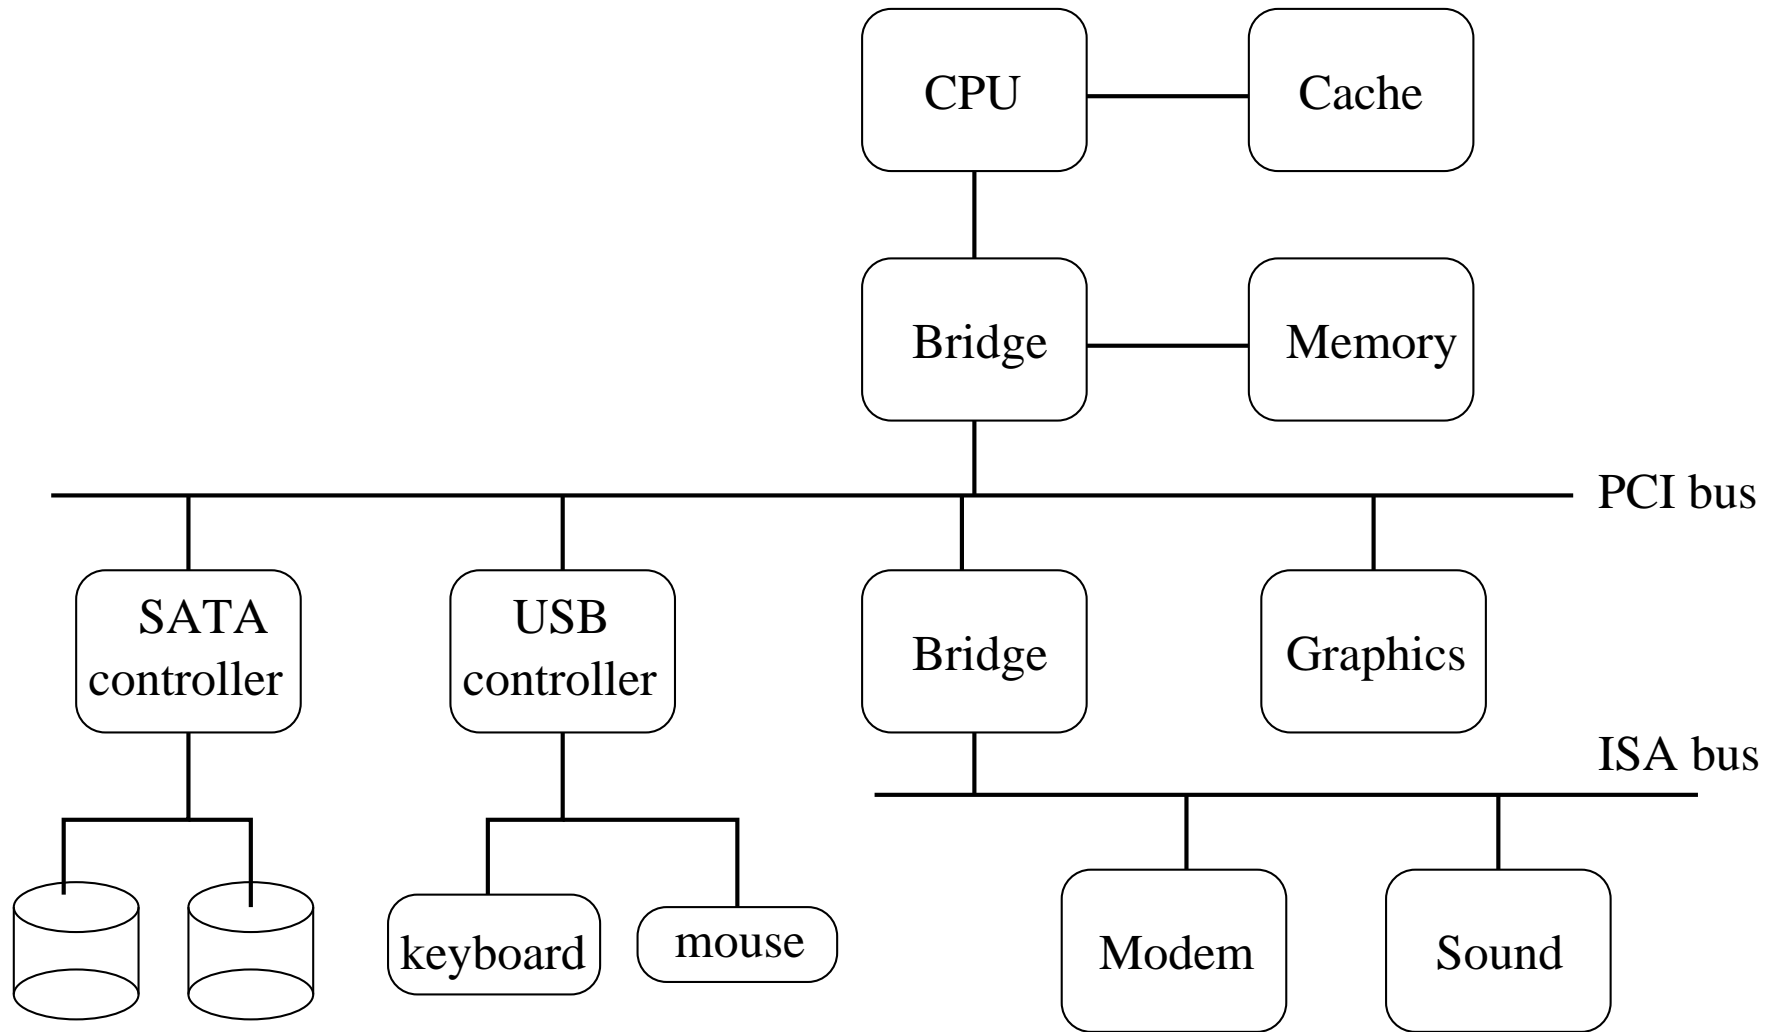 CPU
Cache
Bridge
Memory
PCI bus
SATA
controller
USB
controller
Bridge
Graphics
ISA bus
keyboard
mouse
Modem
Sound